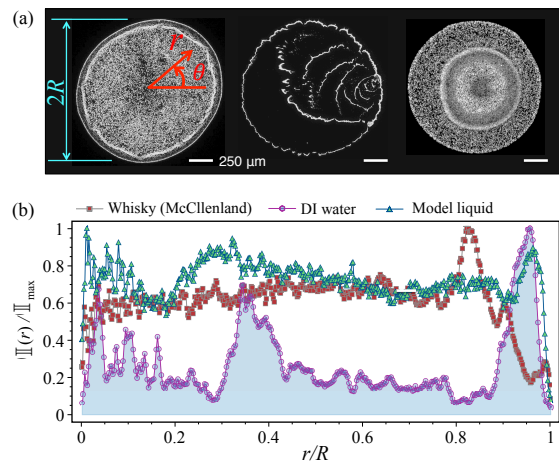 (a)
2R
r
θ
250 μm
(b)
Whisky (McCllenland) DI water Model liquid
1
0.8
0.6
0.4
0.2
0
𝕀(r) / 𝕀max
0 0.2 0.4 0.6 0.8 1
r/R